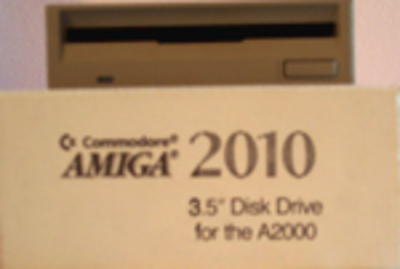 Commodore®
AMIGA® 2010
3.5" Disk Drive
for the A2000